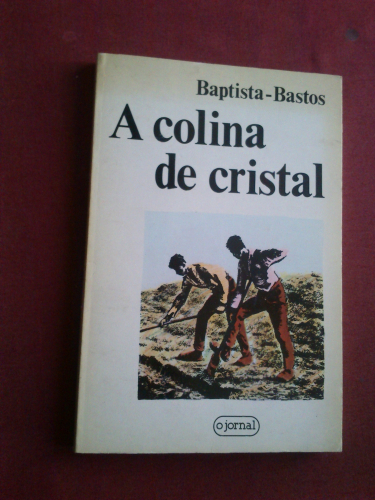 Baptista-Bastos
A colina
de cristal
o jornal